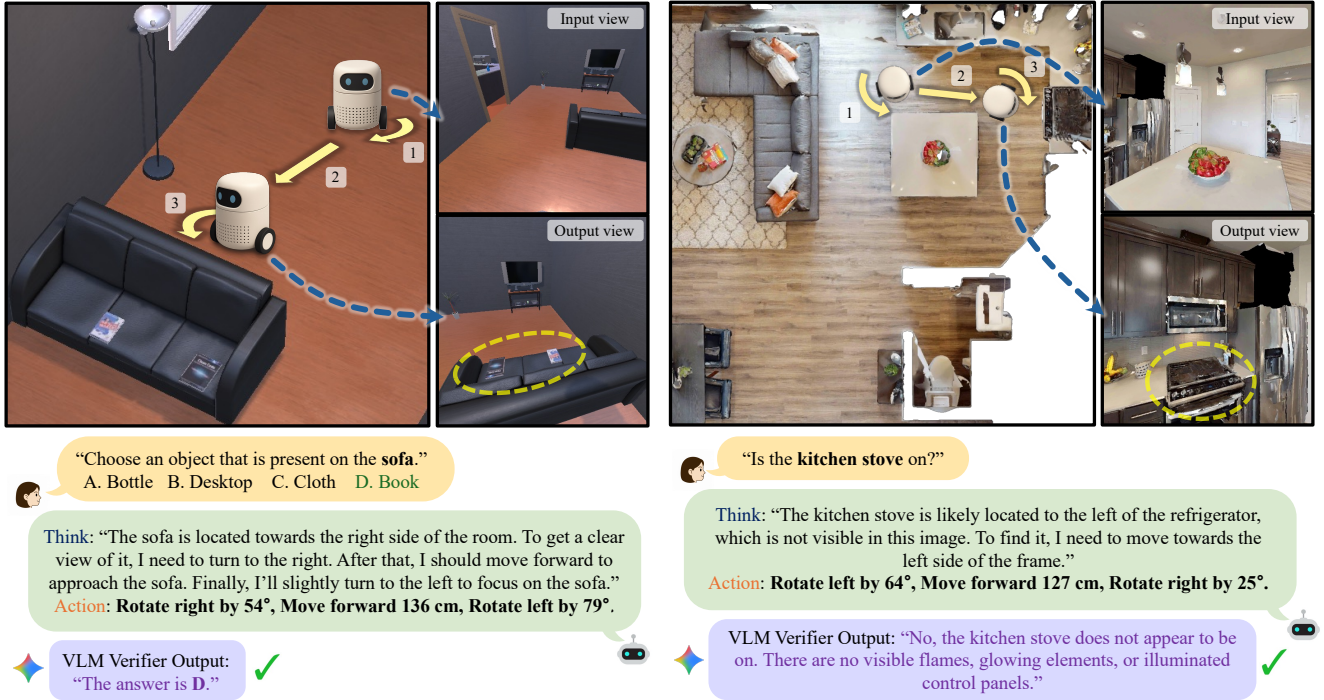 Input view
1
2
3
Output view
"Choose an object that is present on the sofa."
A. Bottle B. Desktop C. Cloth D. Book
Think: "The sofa is located towards the right side of the room. To get a clear
view of it, I need to turn to the right. After that, I should move forward to
approach the sofa. Finally, I'll slightly turn to the left to focus on the sofa."
Action: Rotate right by 54°, Move forward 136 cm, Rotate left by 79°.
VLM Verifier Output:
"The answer is D."
Input view
1
2
3
Output view
"Is the kitchen stove on?"
Think: "The kitchen stove is likely located to the left of the refrigerator,
which is not visible in this image. To find it, I need to move towards the
left side of the frame."
Action: Rotate left by 64°, Move forward 127 cm, Rotate right by 25°.
VLM Verifier Output: "No, the kitchen stove does not appear to be
on. There are no visible flames, glowing elements, or illuminated
control panels."